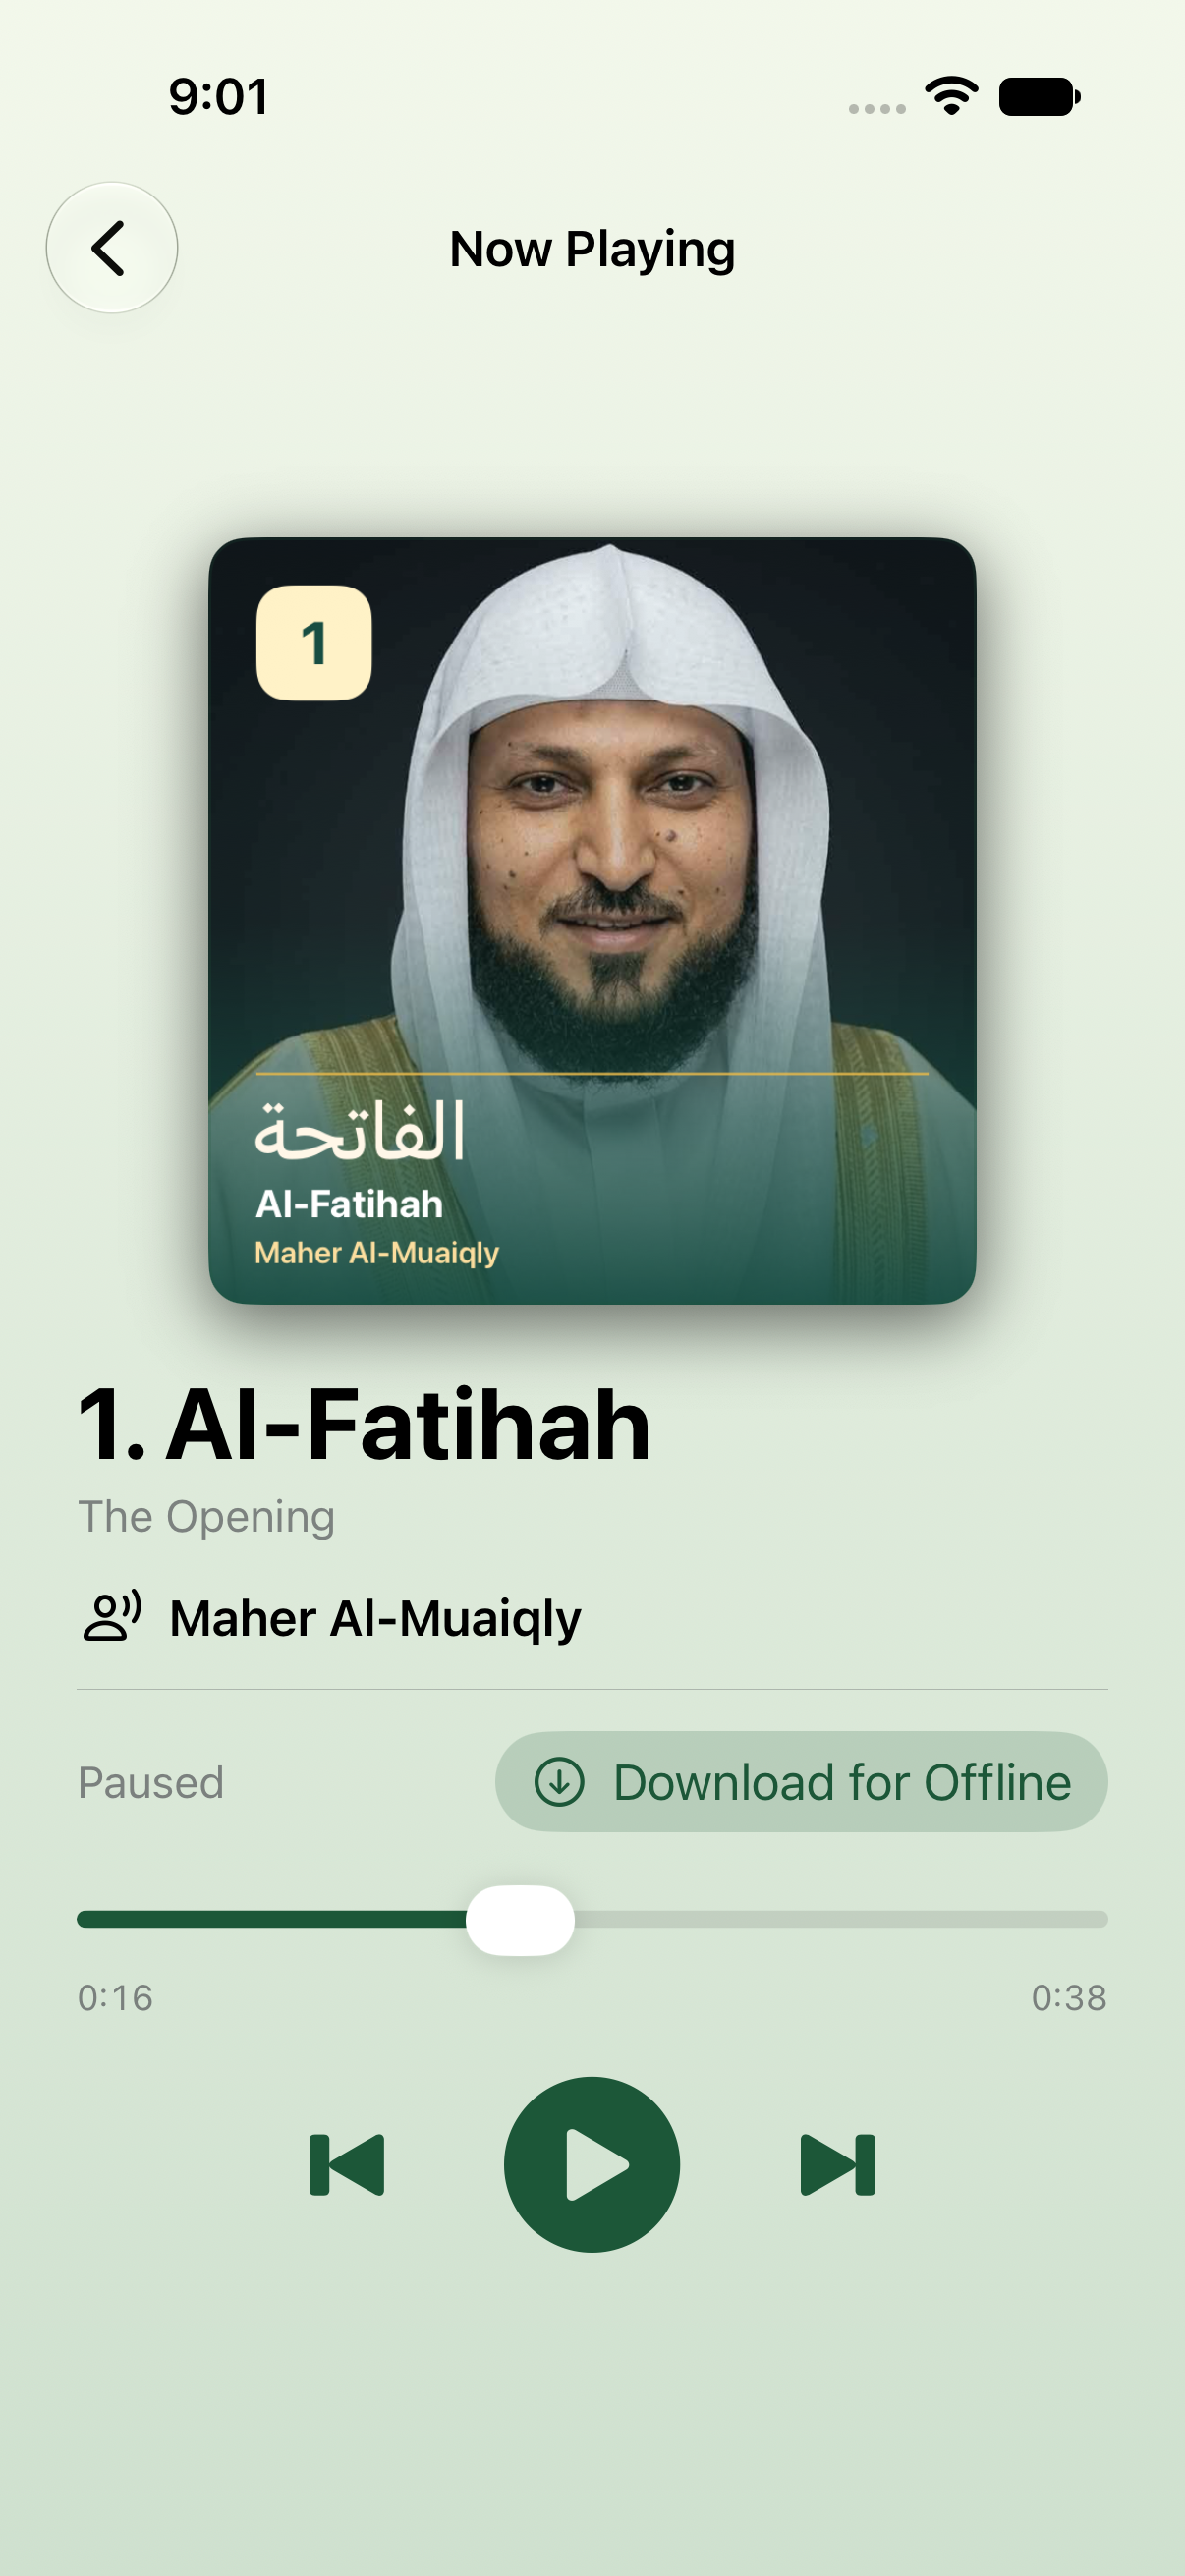 9:01
Now Playing
1
الفاتحة
Al-Fatihah
Maher Al-Muaiqly
1. Al-Fatihah
The Opening
Maher Al-Muaiqly
Paused
Download for Offline
0:16
0:38